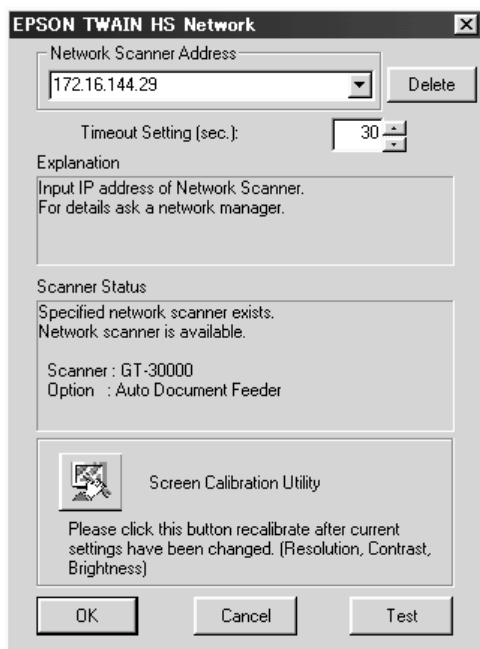 EPSON TWAIN HS Network
Network Scanner Address
172.16.144.29
Delete
Timeout Setting (sec.):
30
Explanation
Input IP address of Network Scanner.
For details ask a network manager.
Scanner Status
Specified network scanner exists.
Network scanner is available.
Scanner : GT-30000
Option : Auto Document Feeder
Screen Calibration Utility
Please click this button recalibrate after current
settings have been changed. (Resolution, Contrast,
Brightness)
OK
Cancel
Test